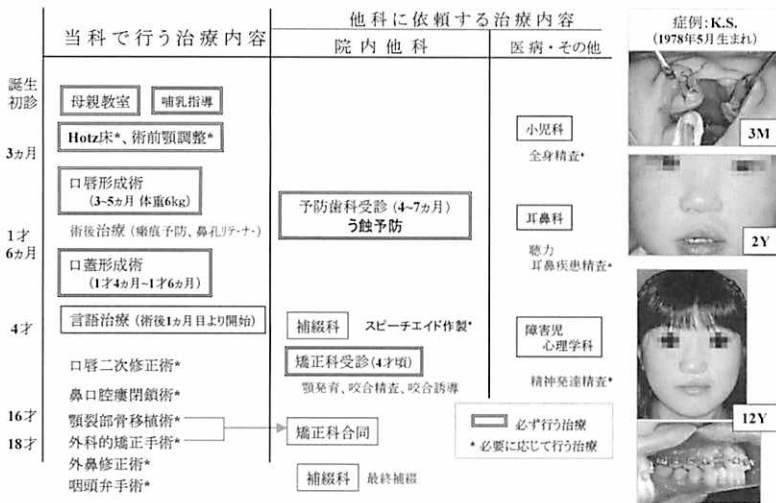 当科で行う治療内容
他科に依頼する治療内容
院内他科
医病・その他
誕生
初診
3ヵ月
1才
6ヵ月
4才
16才
18才
母親教室
哺乳指導
Hotz床*、術前顎調整*
口唇形成術
(3~5ヵ月 体重6kg)
術後治療 (瘢痕予防、鼻孔リテーナー)
口蓋形成術
(1才4ヵ月~1才6ヵ月)
言語治療 (術後1ヵ月目より開始)
口唇二次修正術*
鼻口腔瘻閉鎖術*
顎裂部骨移植術*
外科的矯正手術*
外鼻修正術*
咽頭弁手術*
予防歯科受診 (4~7ヵ月)
う蝕予防
補綴科 スピーチエイド作製*
矯正科受診 (4才頃)
顎発育、咬合精査、咬合誘導
矯正科合同
補綴科 最終補綴
小児科
全身精査*
耳鼻科
聴力
耳鼻疾患精査*
障害児
心理学科
精神発達精査*
必ず行う治療
* 必要に応じて行う治療
症例: K.S.
(1978年5月生まれ)
3M
2Y
12Y